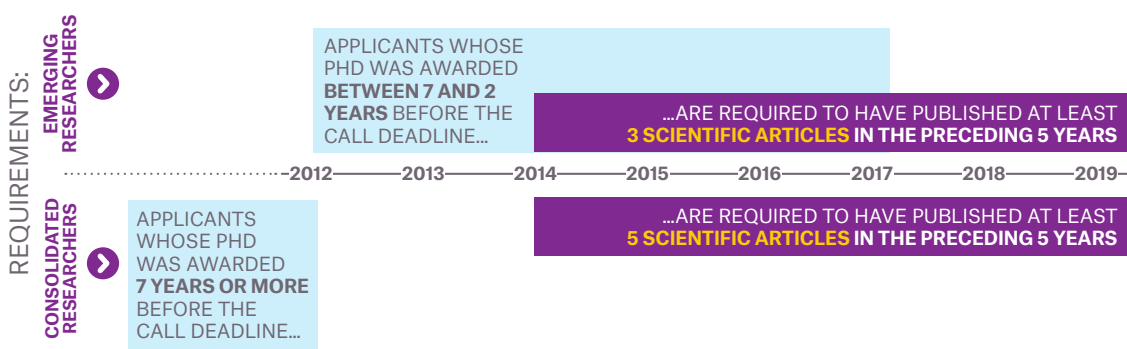 REQUIREMENTS:
EMERGING
RESEARCHERS
APPLICANTS WHOSE
PHD WAS AWARDED
BETWEEN 7 AND 2
YEARS BEFORE THE
CALL DEADLINE...
...ARE REQUIRED TO HAVE PUBLISHED AT LEAST
3 SCIENTIFIC ARTICLES IN THE PRECEDING 5 YEARS
2012 2013 2014 2015 2016 2017 2018 2019
CONSOLIDATED
RESEARCHERS
APPLICANTS
WHOSE PHD
WAS AWARDED
7 YEARS OR MORE
BEFORE THE
CALL DEADLINE...
...ARE REQUIRED TO HAVE PUBLISHED AT LEAST
5 SCIENTIFIC ARTICLES IN THE PRECEDING 5 YEARS